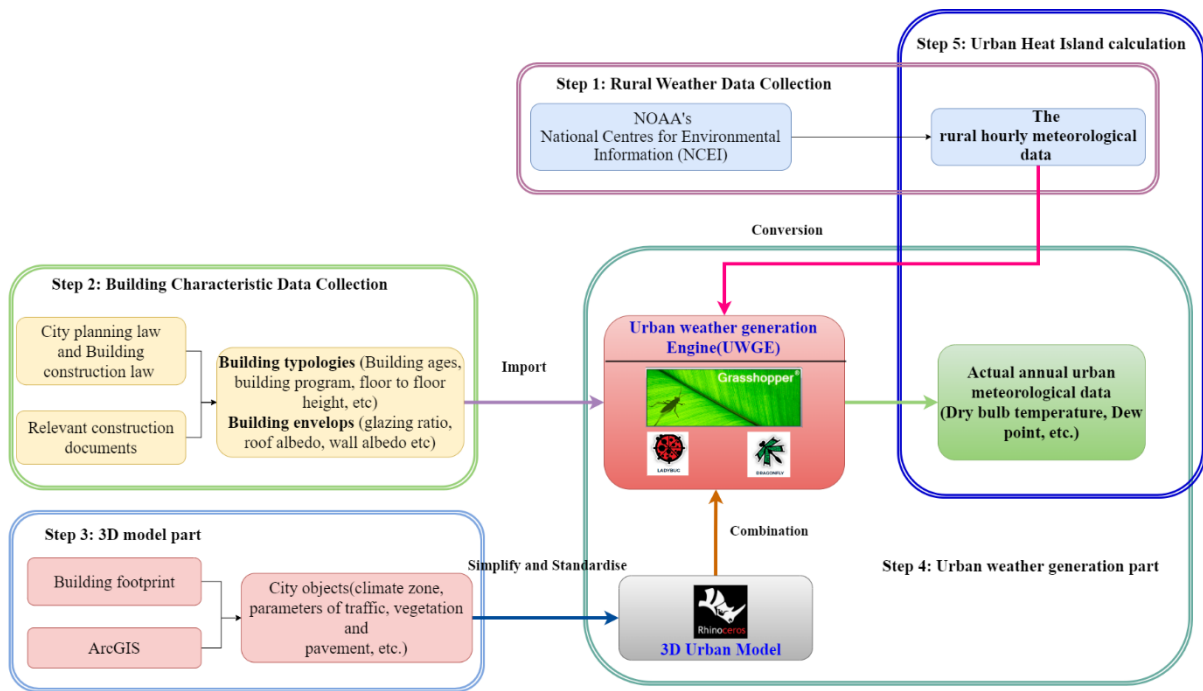 Step 5: Urban Heat Island calculation
Step 1: Rural Weather Data Collection
NOAA's
National Centres for Environmental
Information (NCEI)
The
rural hourly meteorological
data
Conversion
Step 2: Building Characteristic Data Collection
City planning law
and Building
construction law
Relevant construction
documents
Building typologies (Building ages,
building program, floor to floor
height, etc)
Building envelops (glazing ratio,
roof albedo, wall albedo etc)
Import
Urban weather generation
Engine(UWGE)
Grasshopper®
LADYBUG
DRAGONFLY
Actual annual urban
meteorological data
(Dry bulb temperature, Dew
point, etc.)
Step 3: 3D model part
Building footprint
ArcGIS
City objects(climate zone,
parameters of traffic, vegetation
and
pavement, etc.)
Simplify and Standardise
Combination
Rhinoceros
3D Urban Model
Step 4: Urban weather generation part